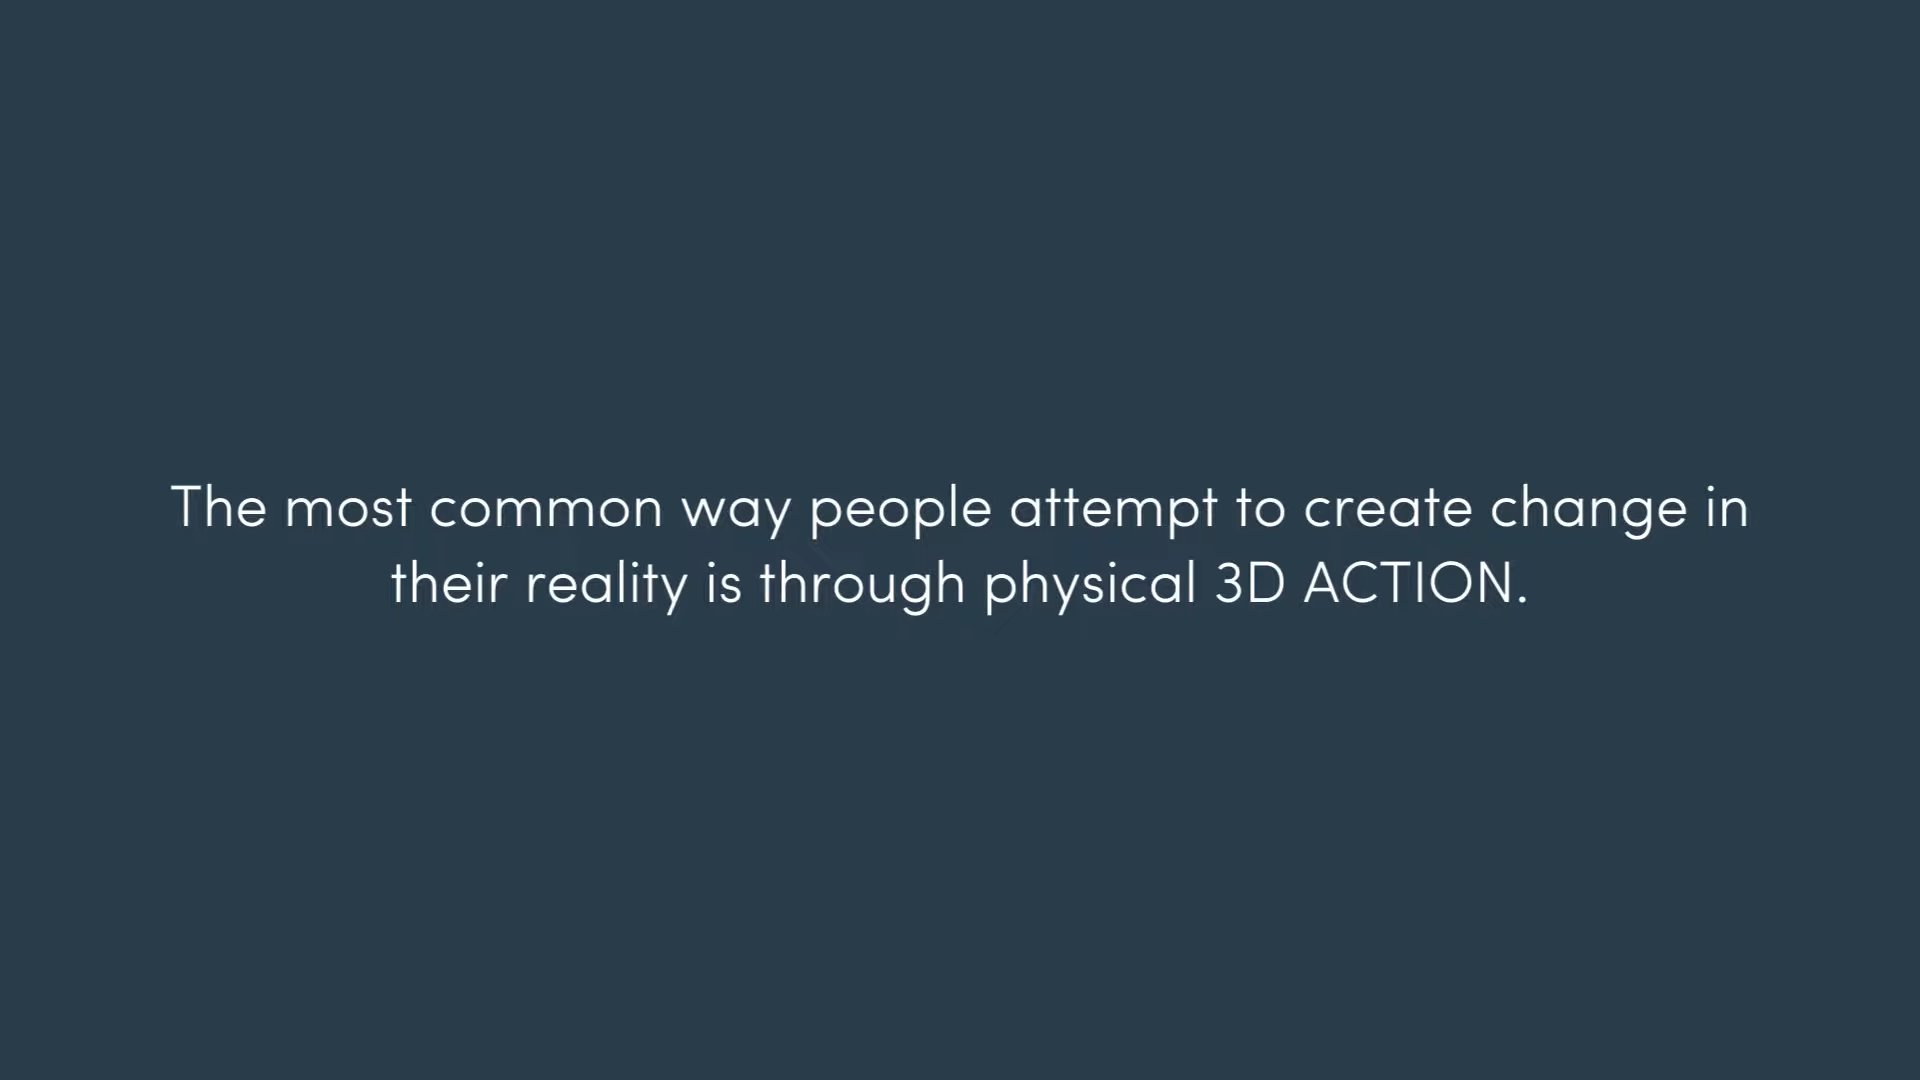 The most common way people attempt to create change in
their reality is through physical 3D ACTION.